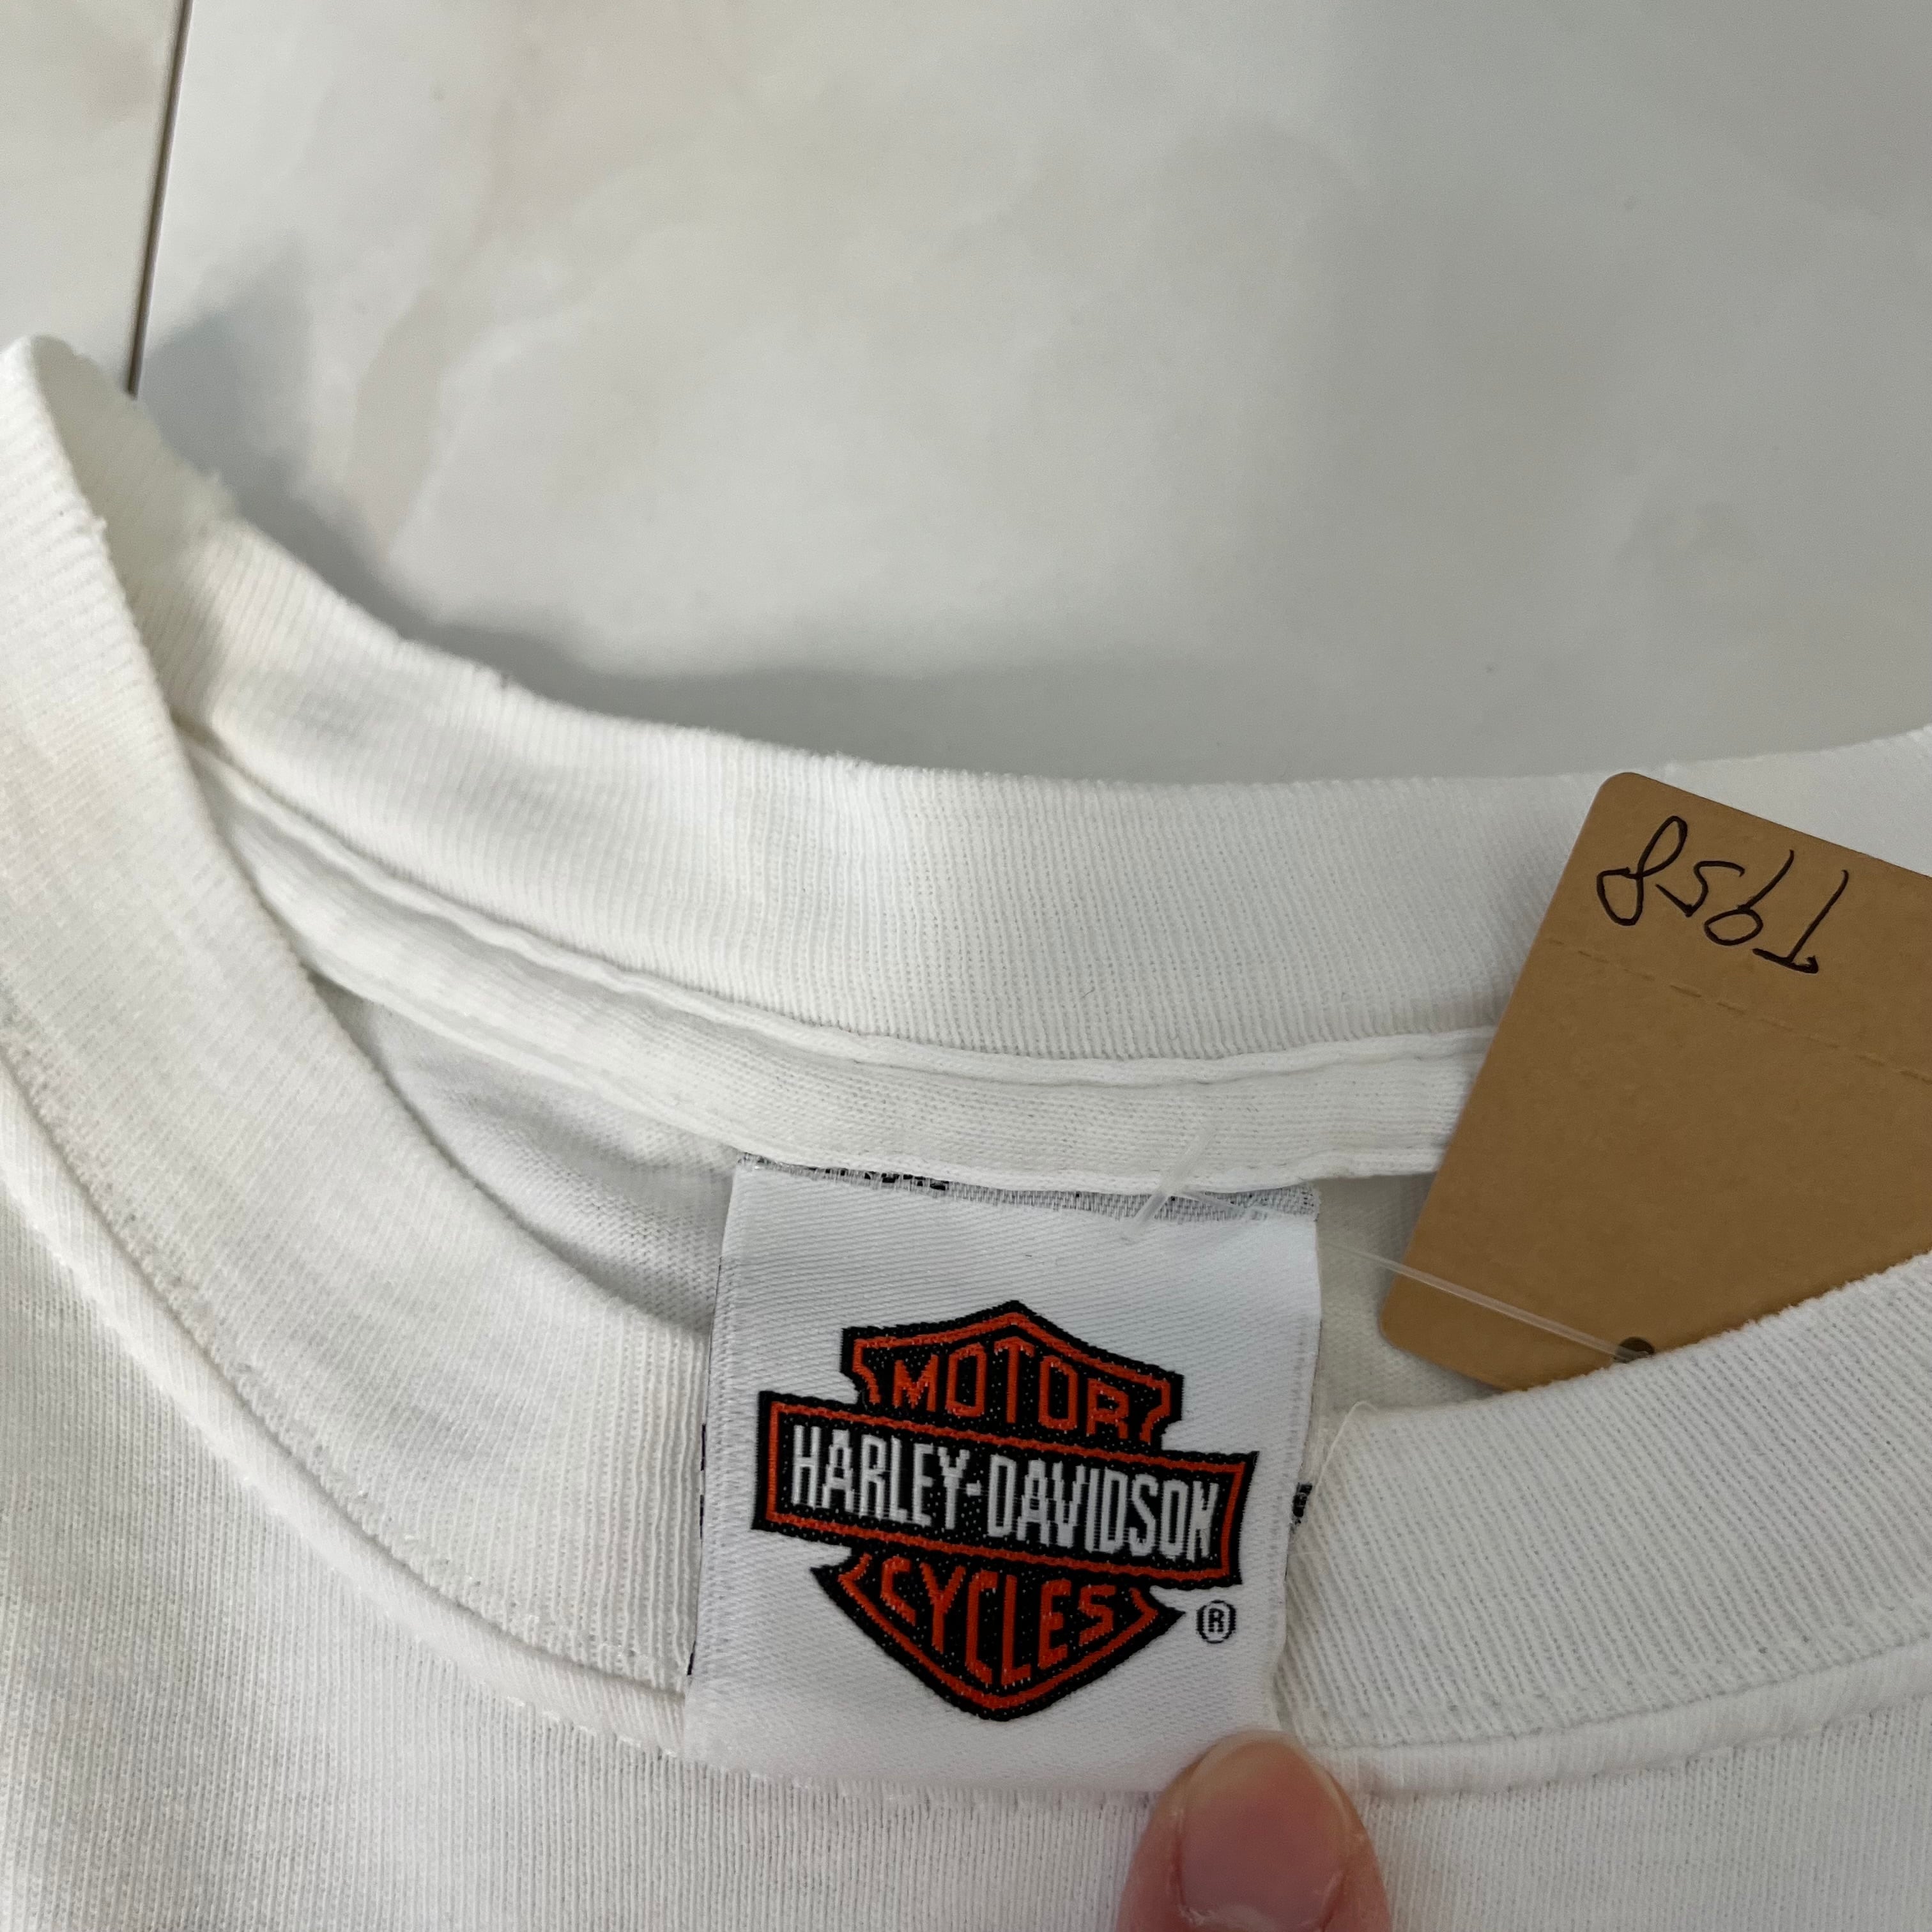 T958
MOTOR
HARLEY-DAVIDSON
CYCLES
®